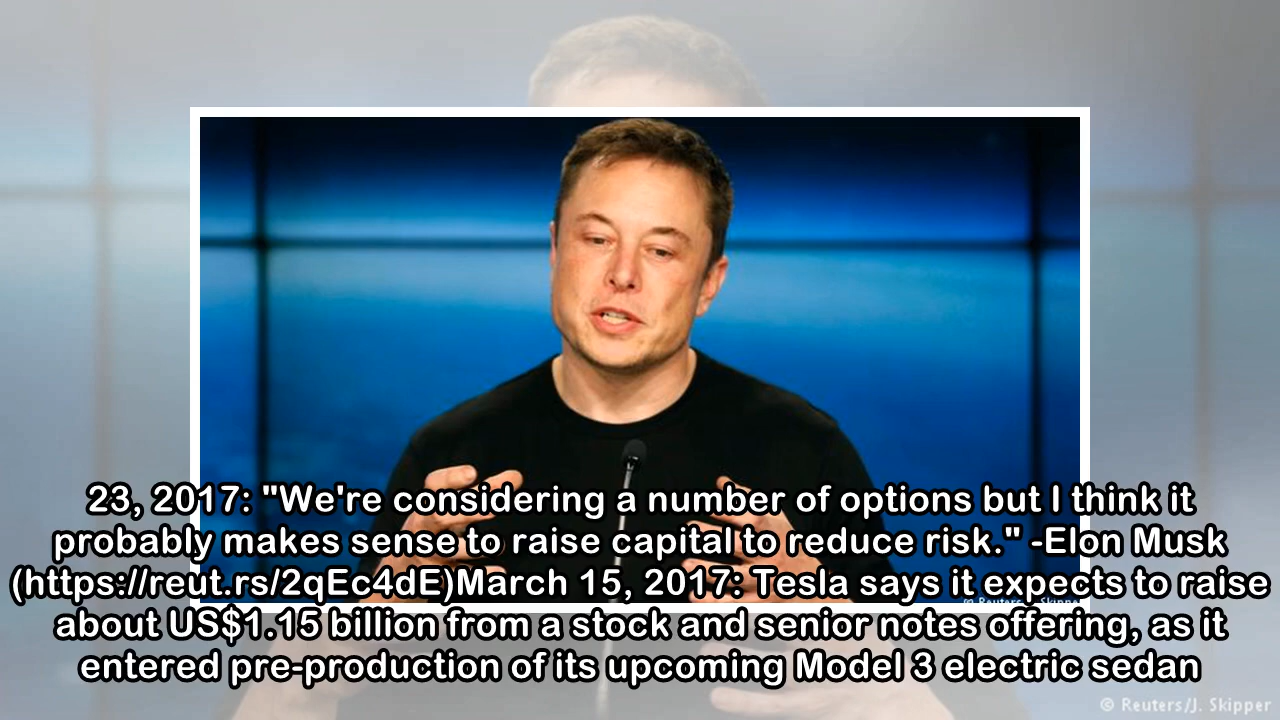 23, 2017: "We're considering a number of options but I think it
probably makes sense to raise capital to reduce risk." -Elon Musk
(https://reut.rs/2qEc4dE)March 15, 2017: Tesla says it expects to raise
© Reuters/J. Skipper
about US$1.15 billion from a stock and senior notes offering, as it
entered pre-production of its upcoming Model 3 electric sedan
© Reuters/J. Skipper